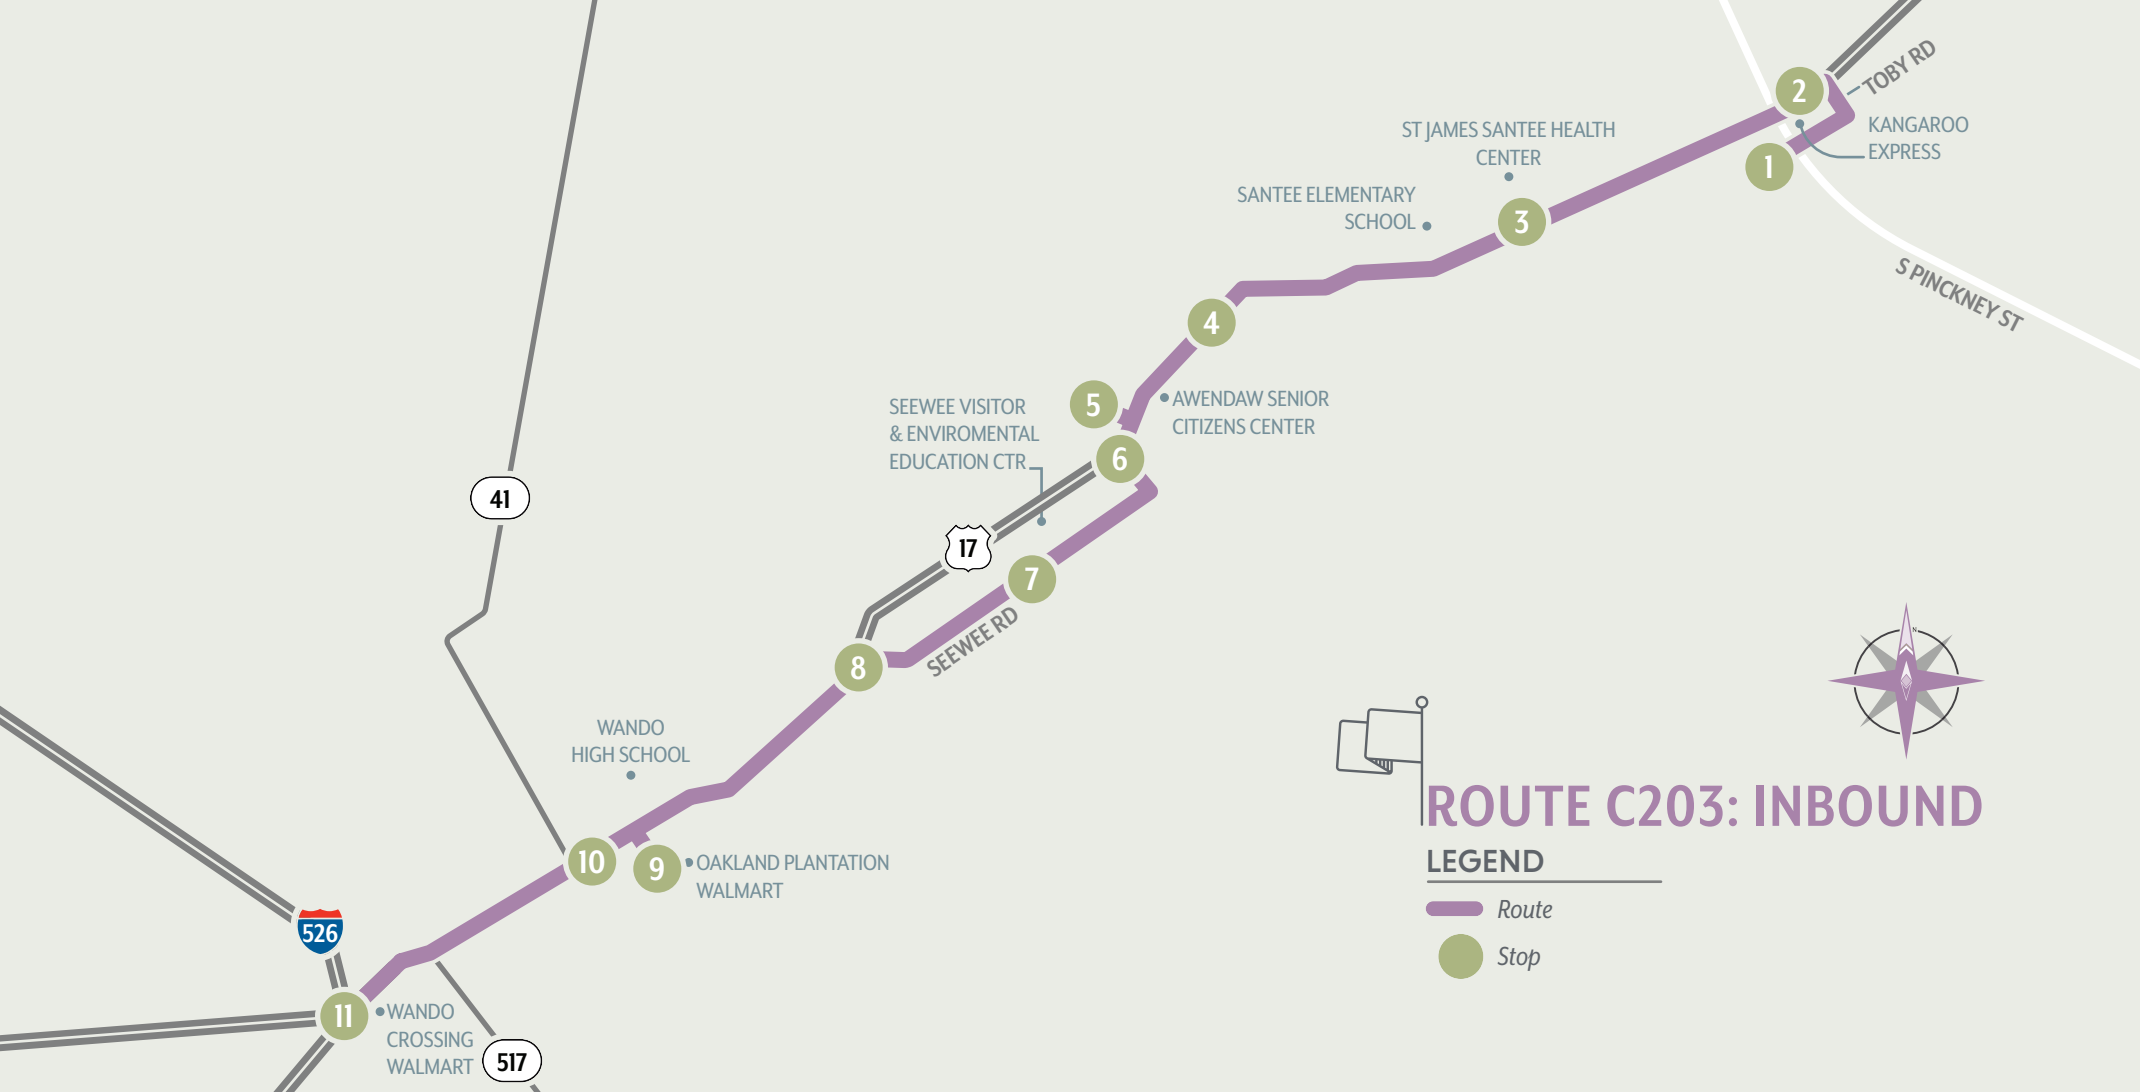 2
TOBY RD
KANGAROO
EXPRESS
ST JAMES SANTEE HEALTH
CENTER
1
SANTEE ELEMENTARY
SCHOOL
3
S PINCKNEY ST
4
5
AWENDAW SENIOR
CITIZENS CENTER
SEEWEE VISITOR
& ENVIROMENTAL
EDUCATION CTR
6
41
17
7
SEEWEE RD
8
N
WANDO
HIGH SCHOOL
ROUTE C203: INBOUND
LEGEND
Route
Stop
10
9
OAKLAND PLANTATION
WALMART
526
11
WANDO
CROSSING
WALMART
517